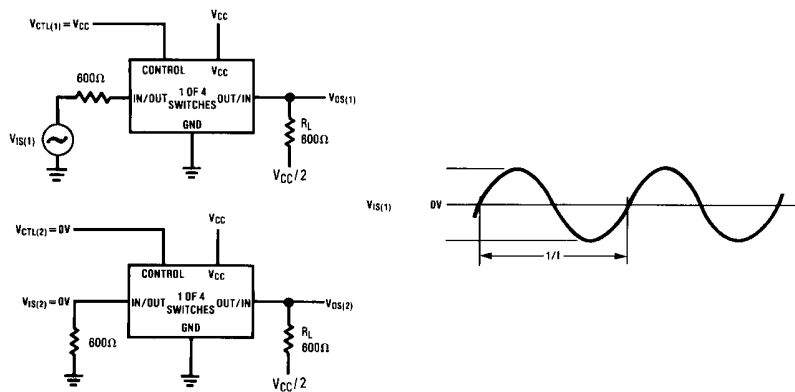 VCTL(1) = VCC
VCC
CONTROL
VCC
600Ω
IN/OUT
1 OF 4
SWITCHES
OUT/IN
VOS(1)
GND
VIS(1)
RL
600Ω
VCC/2
VCTL(2) = 0V
VCC
CONTROL
VCC
VIS(2) = 0V
IN/OUT
1 OF 4
SWITCHES
OUT/IN
VOS(2)
GND
600Ω
RL
600Ω
VCC/2
VIS(1)
0V
1/f